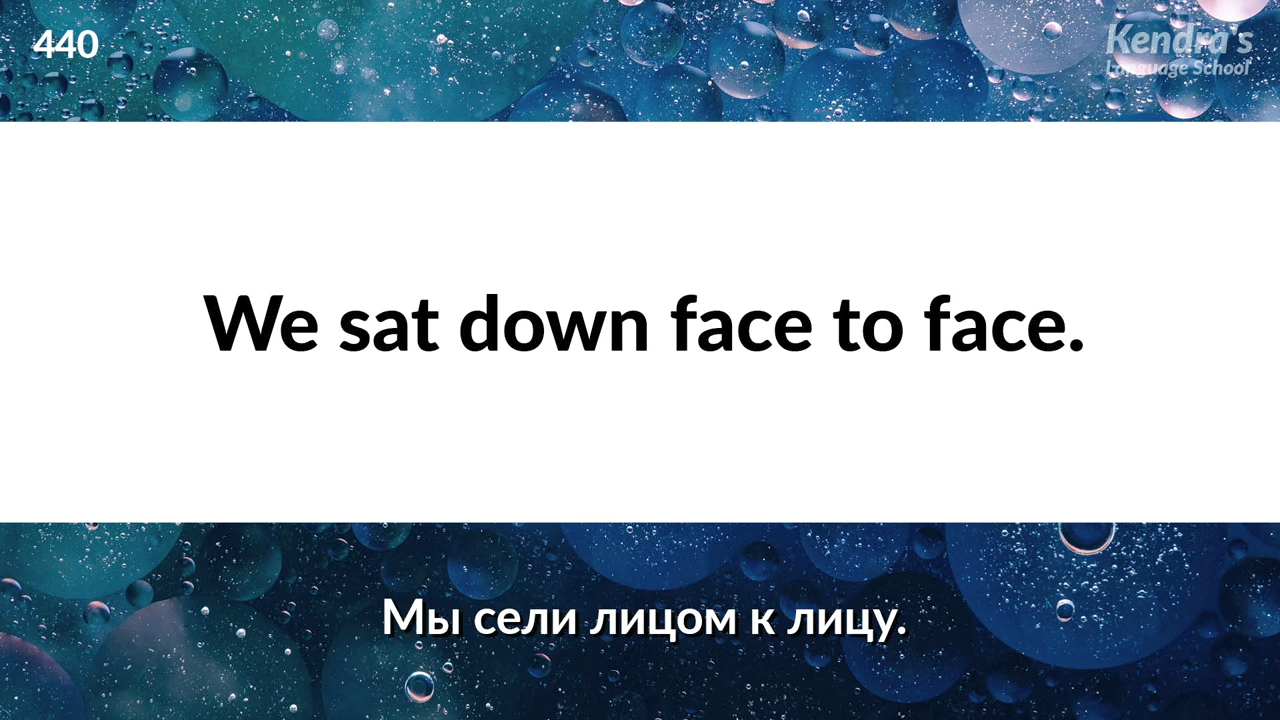 440
Kendra's
Language School
We sat down face to face.
Мы сели лицом к лицу.